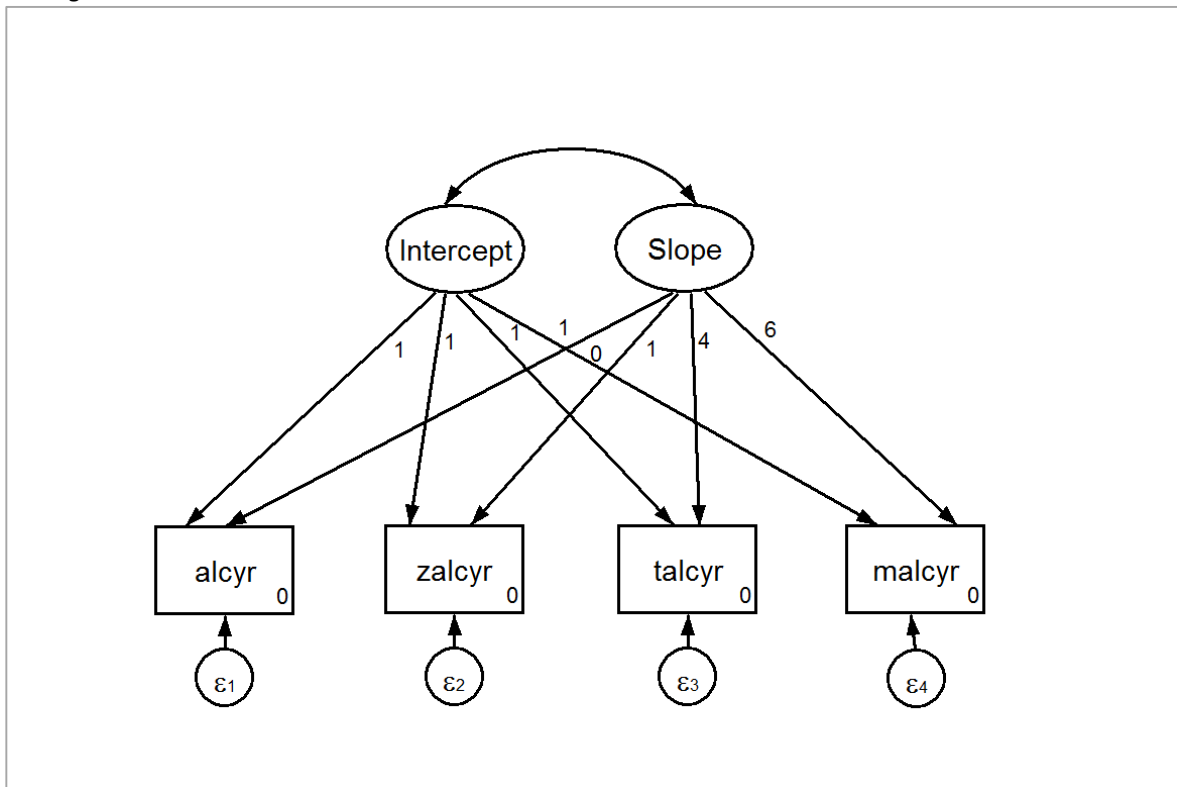 Intercept Slope
1 1 1 1 0 1 4 6
alcyr 0 zalcyr 0 talcyr 0 malcyr 0
ε1 ε2 ε3 ε4